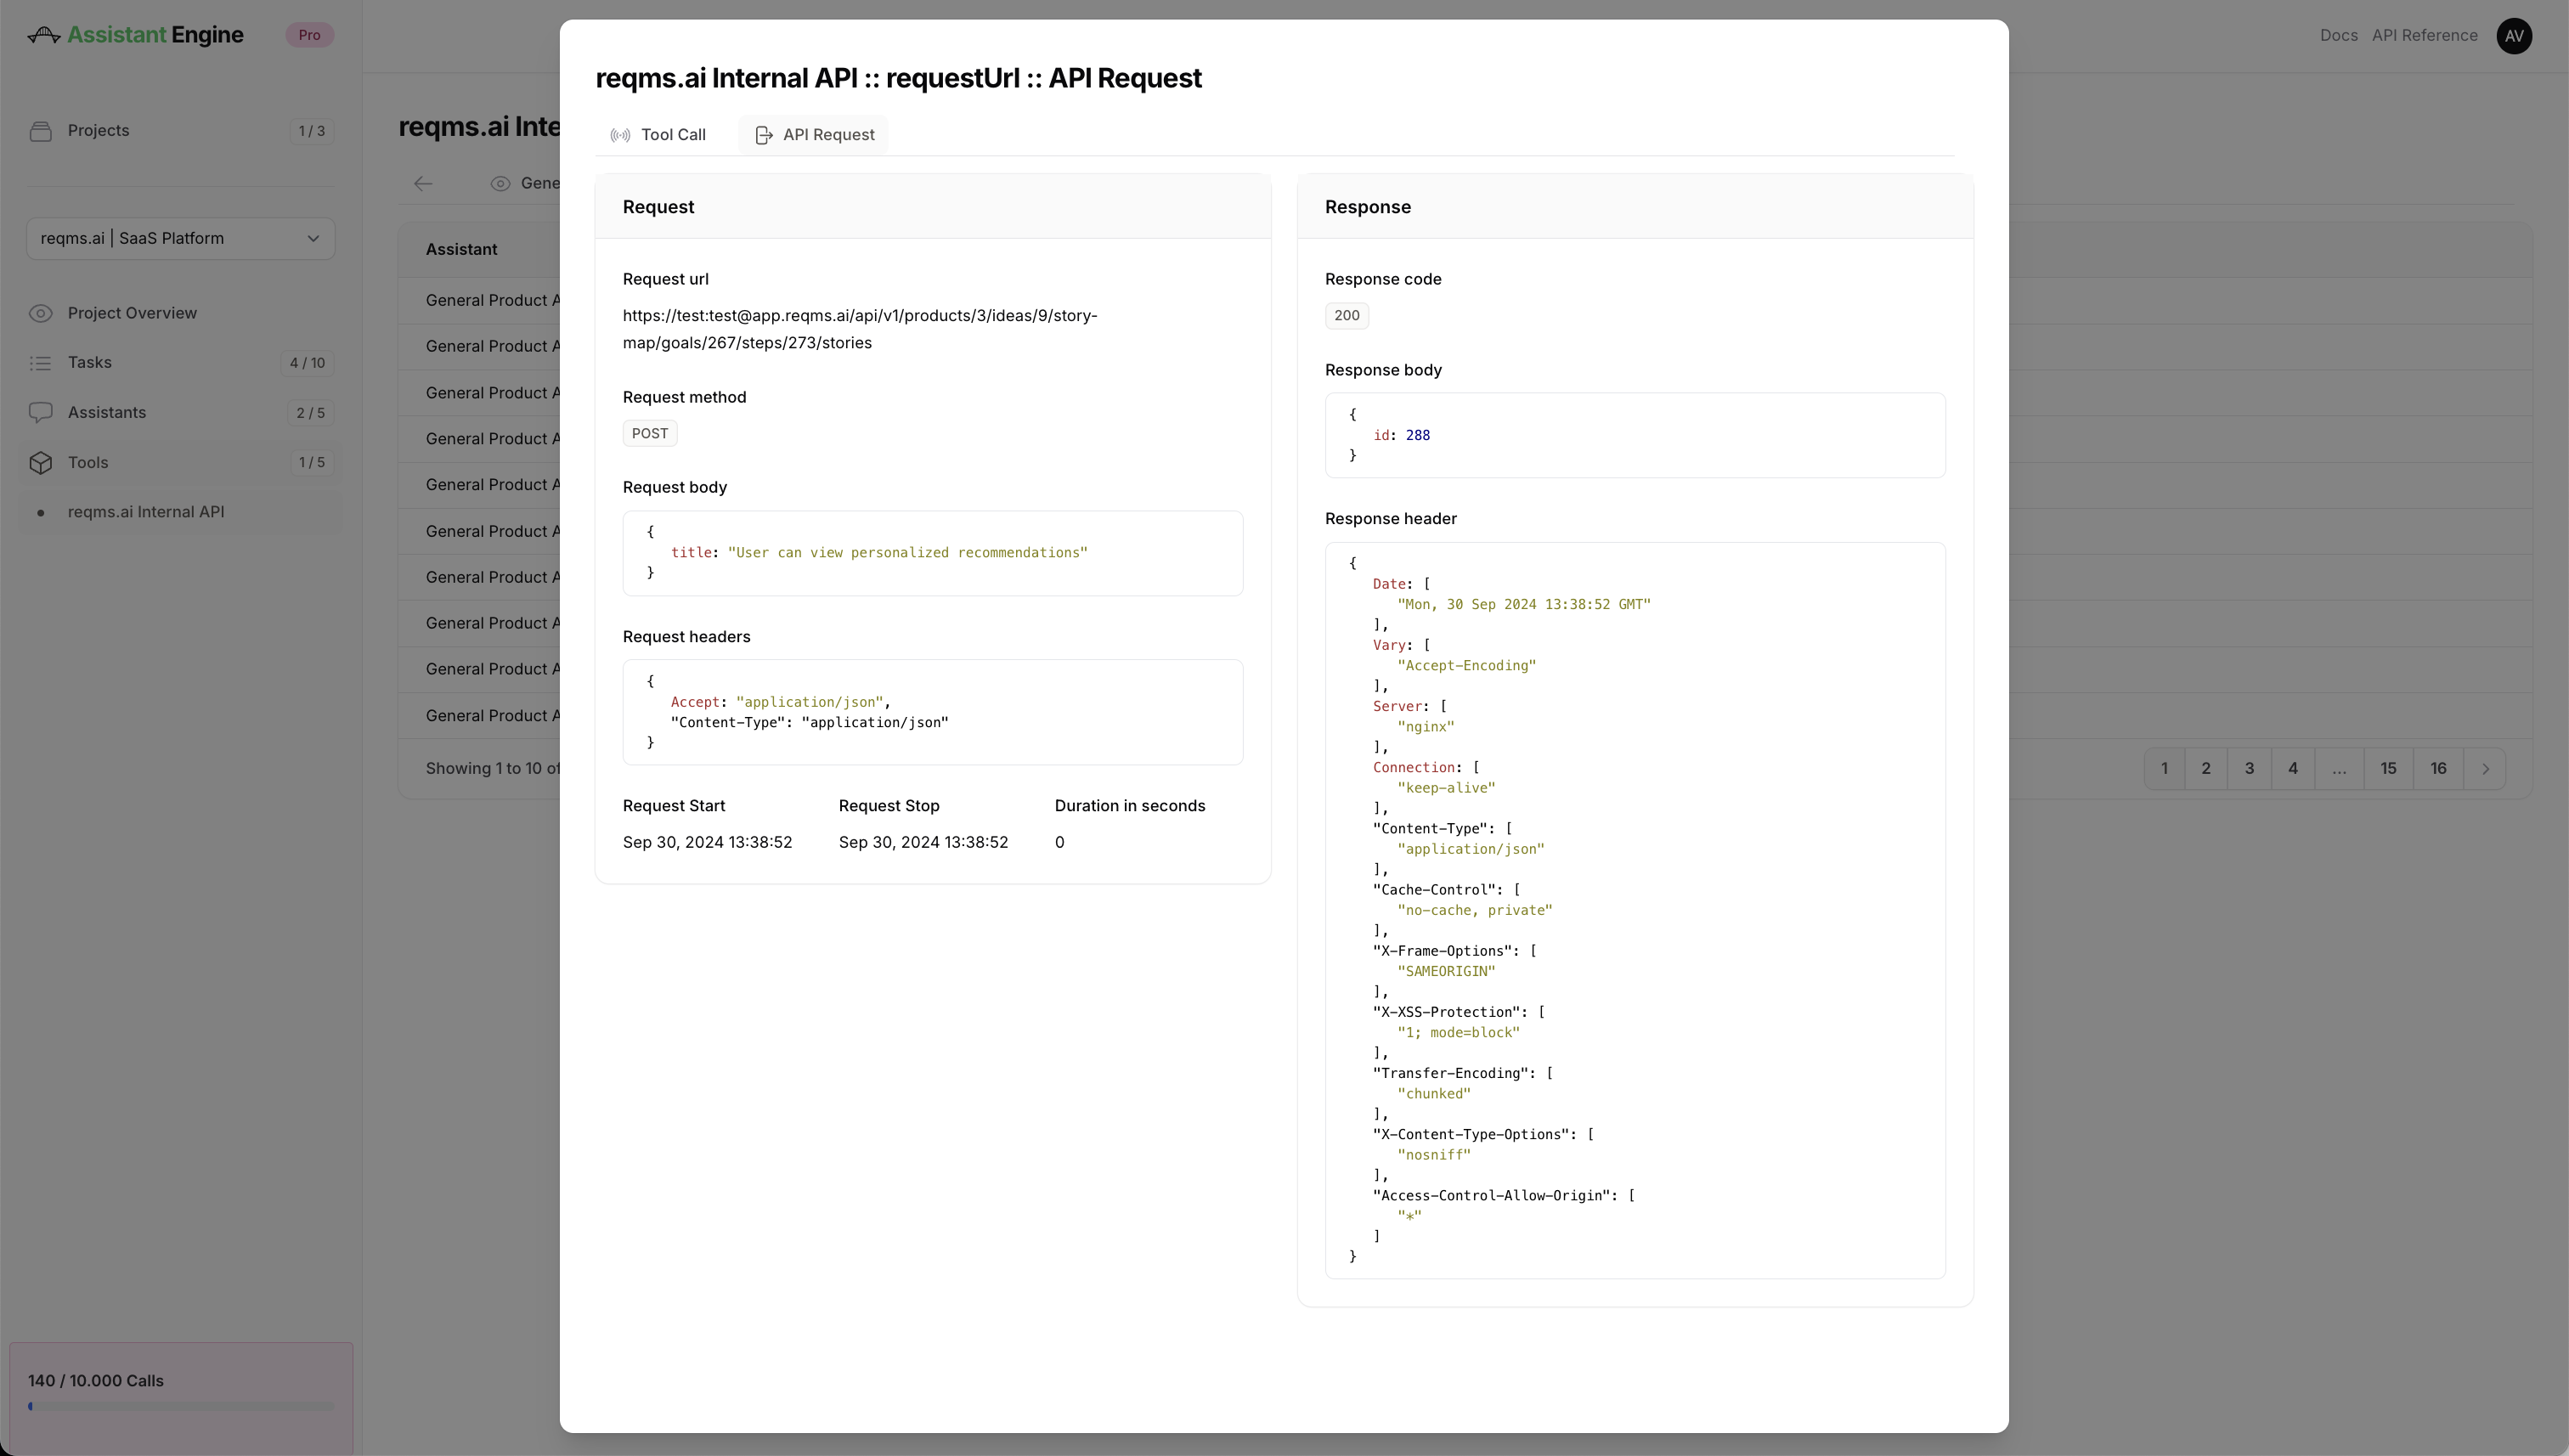 Assistant Engine
Pro
Docs
API Reference
AV
Projects
1 / 3
reqms.ai | SaaS Platform
Project Overview
Tasks
4 / 10
Assistants
2 / 5
Tools
1 / 5
reqms.ai Internal API
140 / 10.000 Calls
reqms.ai Inte
Gene
Assistant
General Product A
General Product A
General Product A
General Product A
General Product A
General Product A
General Product A
General Product A
General Product A
General Product A
Showing 1 to 10 of
1
2
3
4
...
15
16
reqms.ai Internal API :: requestUrl :: API Request
Tool Call
API Request
Request
Request url
https://test:test@app.reqms.ai/api/v1/products/3/ideas/9/story-
map/goals/267/steps/273/stories
Request method
POST
Request body
{
title: "User can view personalized recommendations"
}
Request headers
{
Accept: "application/json",
"Content-Type": "application/json"
}
Request Start
Request Stop
Duration in seconds
Sep 30, 2024 13:38:52
Sep 30, 2024 13:38:52
0
Response
Response code
200
Response body
{
id: 288
}
Response header
{
Date: [
"Mon, 30 Sep 2024 13:38:52 GMT"
],
Vary: [
"Accept-Encoding"
],
Server: [
"nginx"
],
Connection: [
"keep-alive"
],
"Content-Type": [
"application/json"
],
"Cache-Control": [
"no-cache, private"
],
"X-Frame-Options": [
"SAMEORIGIN"
],
"X-XSS-Protection": [
"1; mode=block"
],
"Transfer-Encoding": [
"chunked"
],
"X-Content-Type-Options": [
"nosniff"
],
"Access-Control-Allow-Origin": [
"*"
]
}